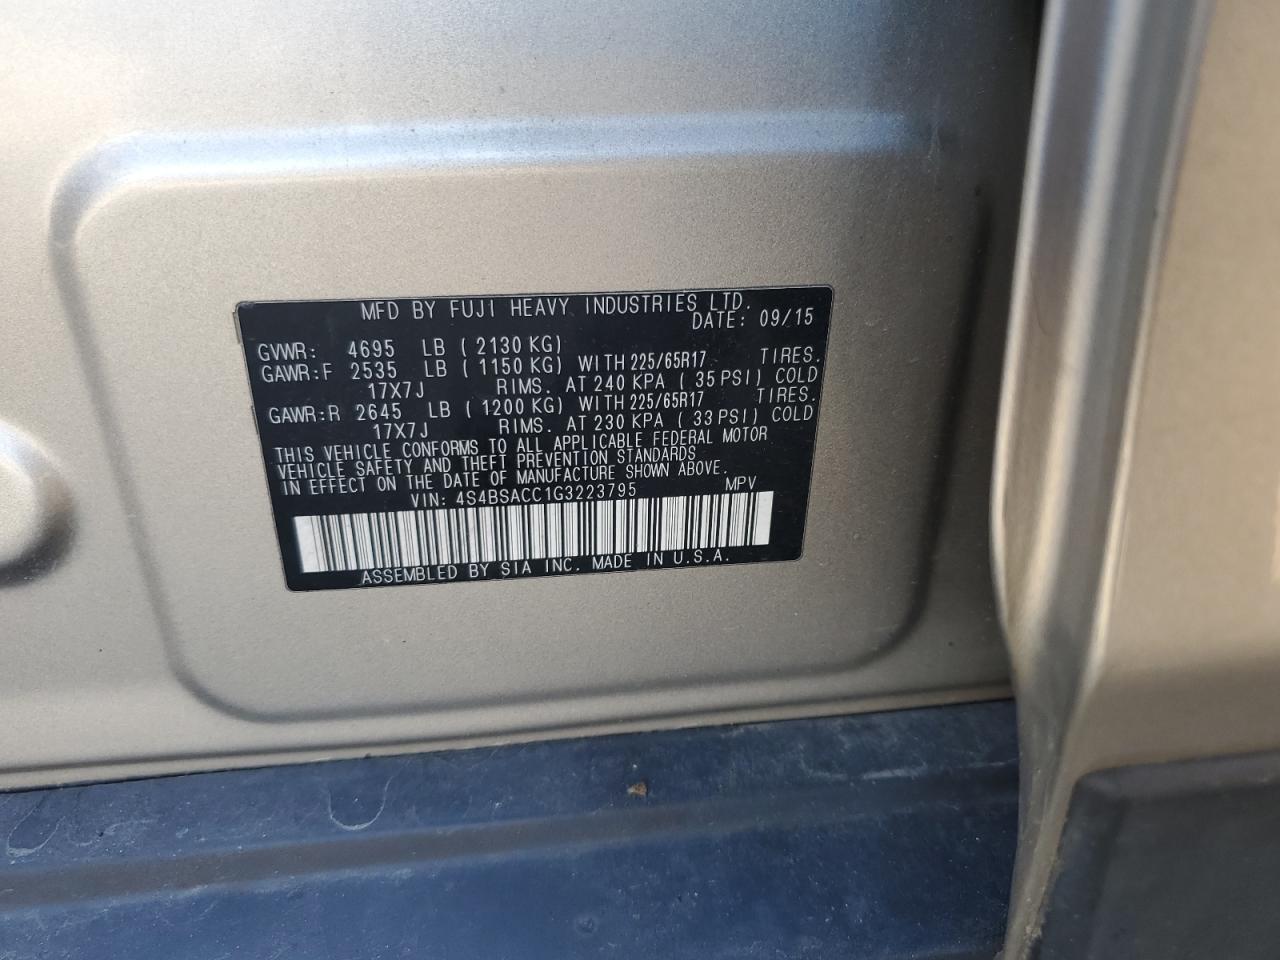 MFD BY FUJI HEAVY INDUSTRIES LTD.
DATE: 09/15
GVWR: 4695 LB ( 2130 KG)
GAWR:F 2535 LB ( 1150 KG) WITH 225/65R17 TIRES.
17X7J RIMS. AT 240 KPA ( 35 PSI) COLD
GAWR:R 2645 LB ( 1200 KG) WITH 225/65R17 TIRES.
17X7J RIMS. AT 230 KPA ( 33 PSI) COLD
THIS VEHICLE CONFORMS TO ALL APPLICABLE FEDERAL MOTOR
VEHICLE SAFETY AND THEFT PREVENTION STANDARDS
IN EFFECT ON THE DATE OF MANUFACTURE SHOWN ABOVE.
VIN: 4S4BSACC1G3223795 MPV
ASSEMBLED BY SIA INC. MADE IN U.S.A.